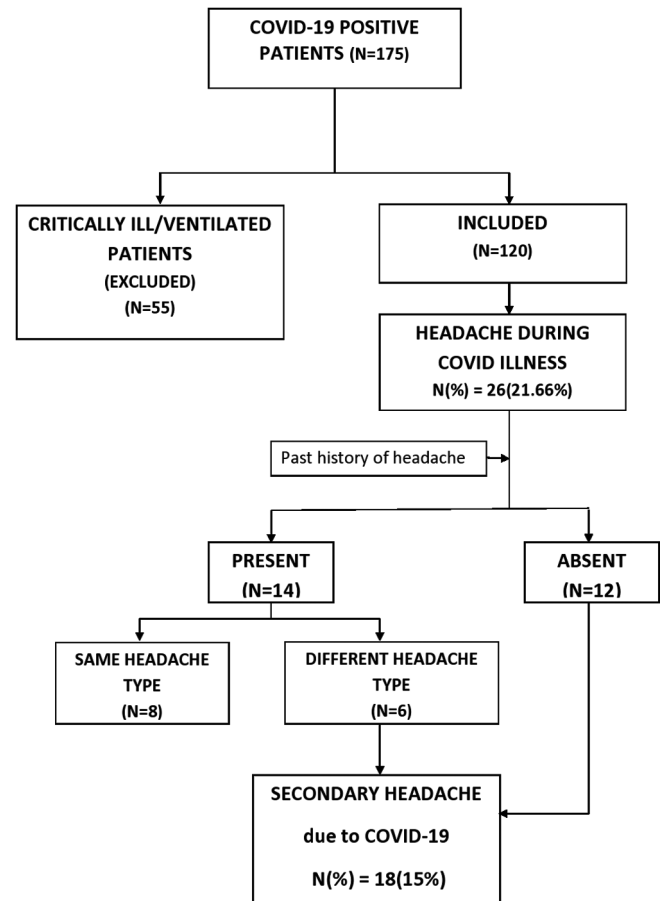 COVID-19 POSITIVE
PATIENTS (N=175)
CRITICALLY ILL/VENTILATED
PATIENTS
(EXCLUDED)
(N=55)
INCLUDED
(N=120)
HEADACHE DURING
COVID ILLNESS
N(%) = 26(21.66%)
Past history of headache
PRESENT
(N=14)
ABSENT
(N=12)
SAME HEADACHE
TYPE
(N=8)
DIFFERENT HEADACHE
TYPE
(N=6)
SECONDARY HEADACHE
due to COVID-19
N(%) = 18(15%)